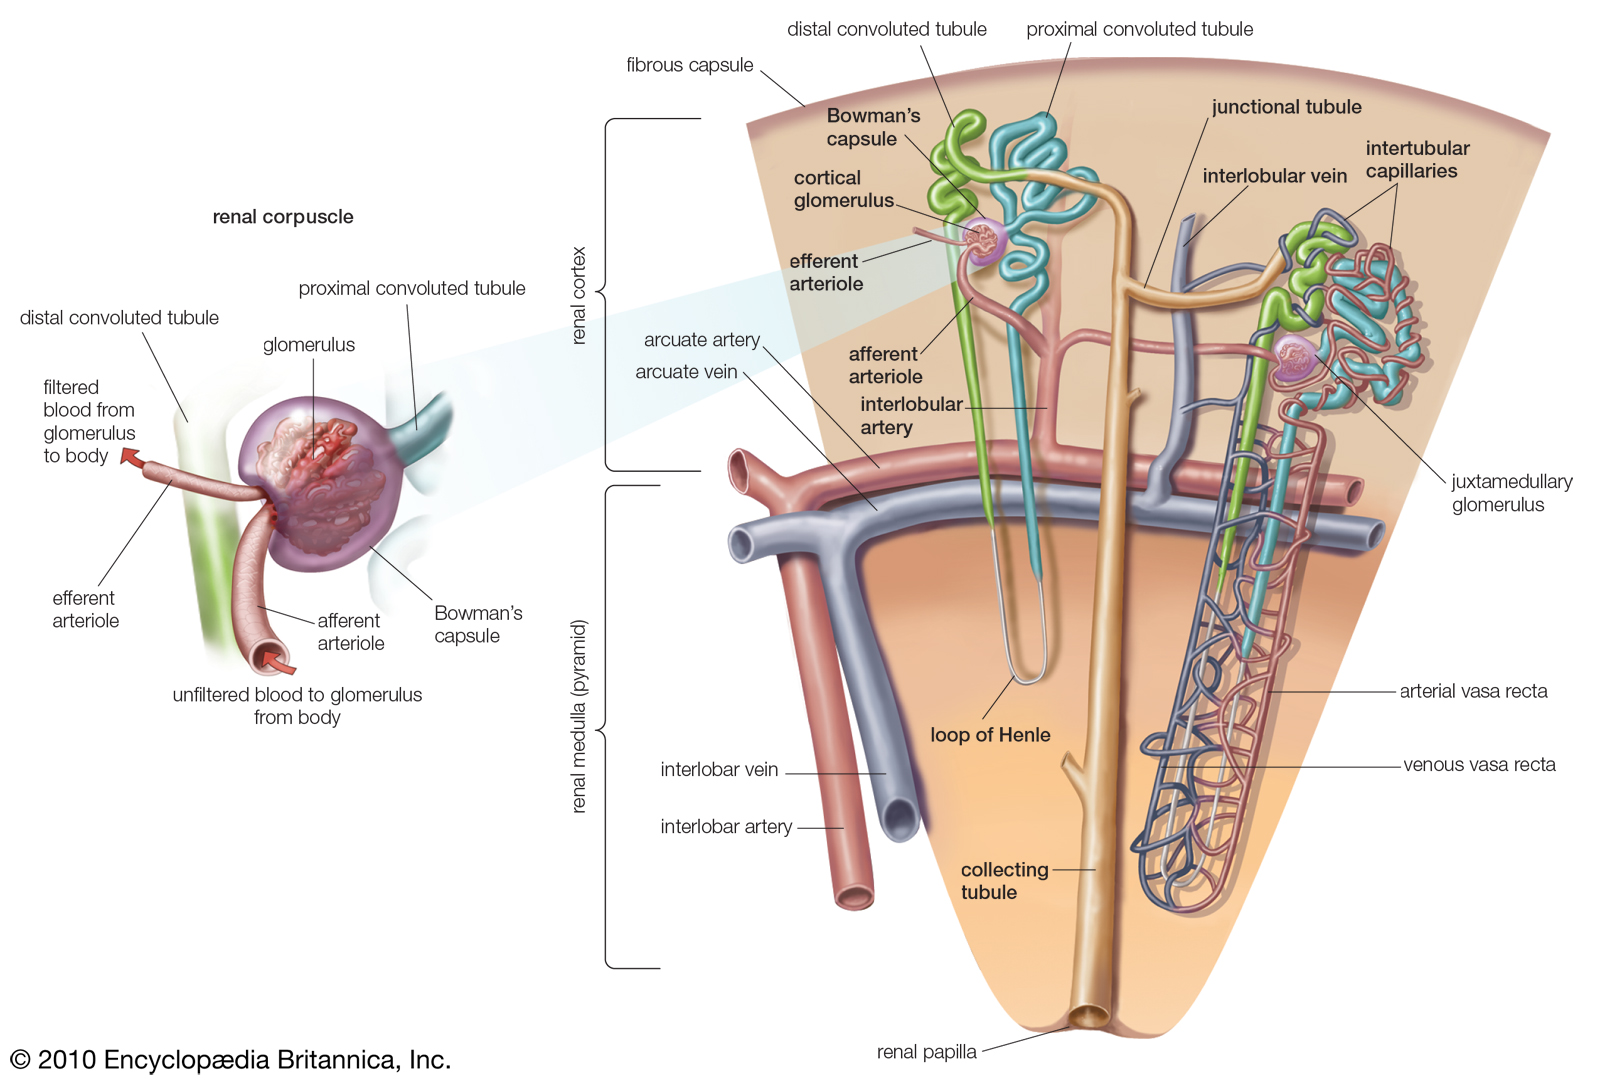 renal corpuscle
distal convoluted tubule
proximal convoluted tubule
glomerulus
filtered
blood from
glomerulus
to body
efferent
arteriole
afferent
arteriole
Bowman's
capsule
unfiltered blood to glomerulus
from body
distal convoluted tubule
proximal convoluted tubule
fibrous capsule
Bowman's
capsule
cortical
glomerulus
efferent
arteriole
junctional tubule
interlobular vein
intertubular
capillaries
renal cortex
arcuate artery
arcuate vein
afferent
arteriole
interlobular
artery
juxtamedullary
glomerulus
renal medulla (pyramid)
loop of Henle
arterial vasa recta
venous vasa recta
interlobar vein
interlobar artery
collecting
tubule
renal papilla
© 2010 Encyclopædia Britannica, Inc.